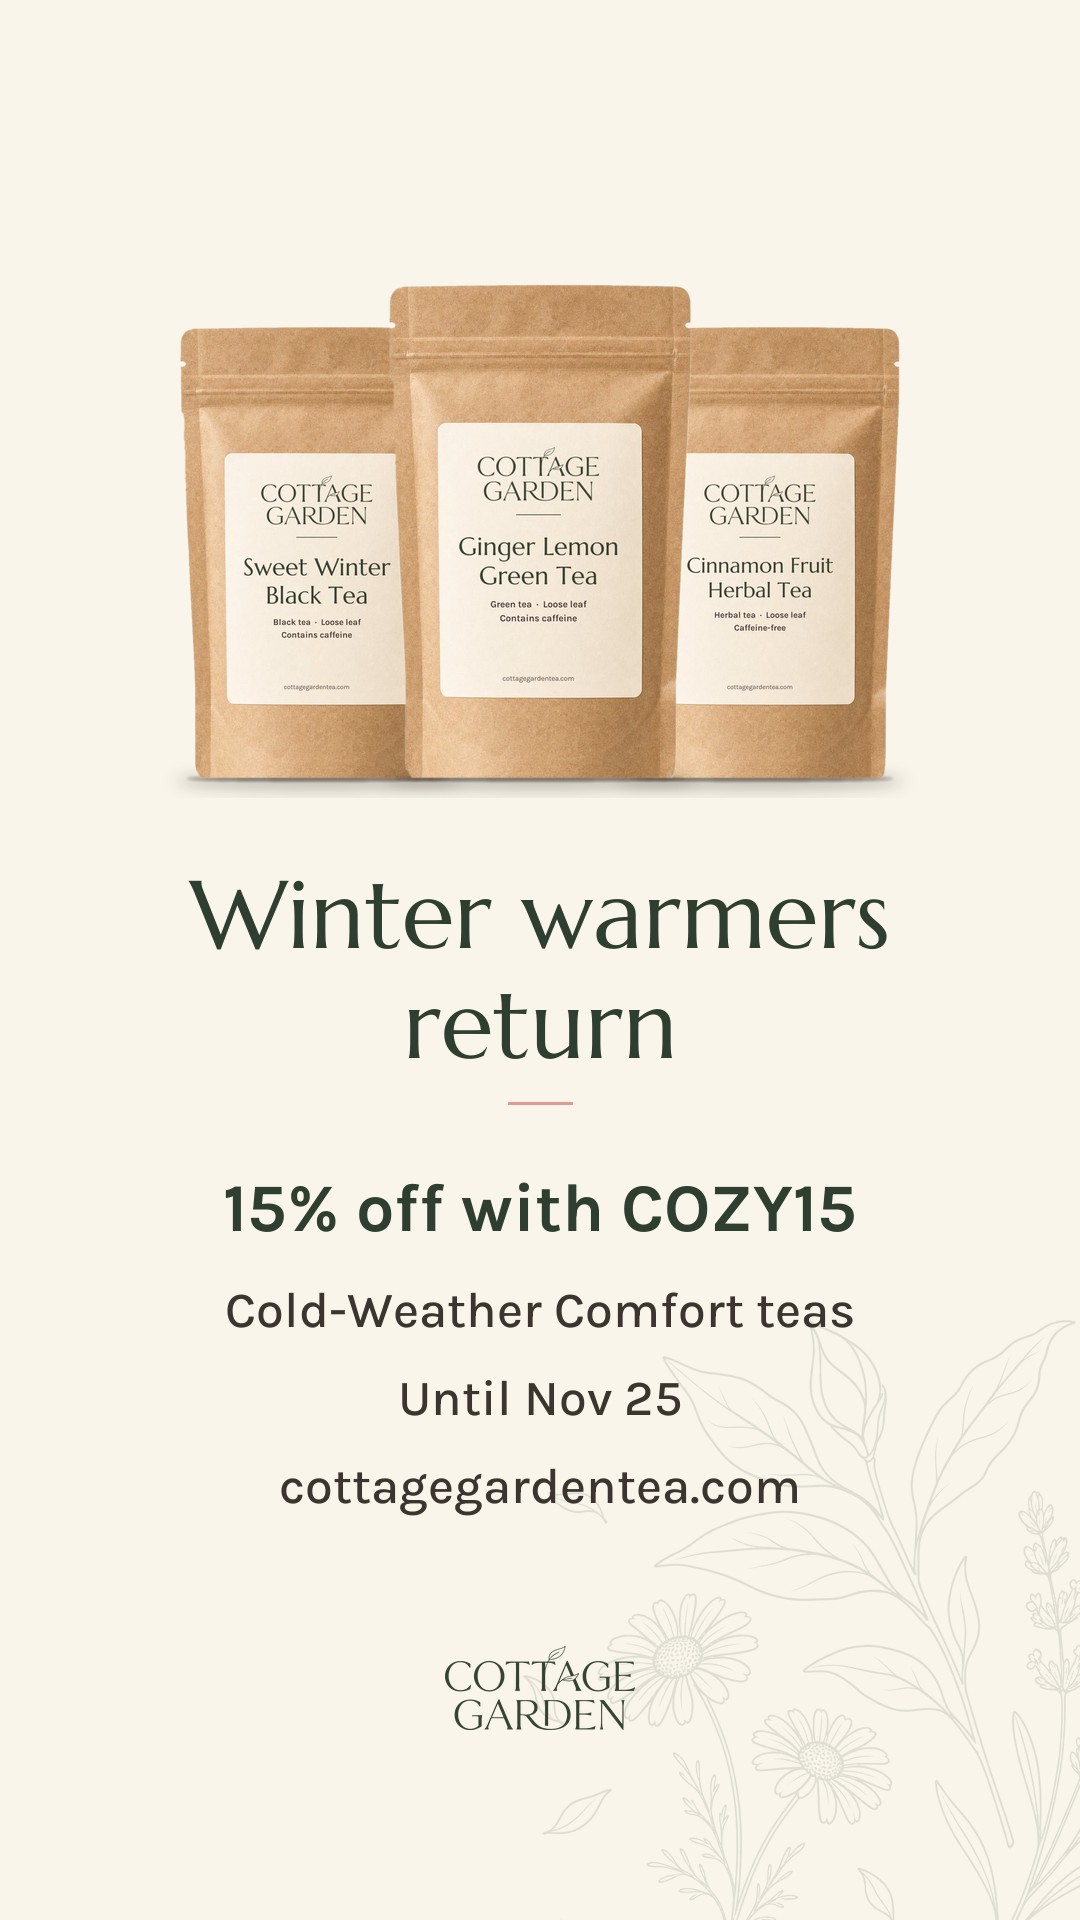 COTTAGE
GARDEN
Sweet Winter
Black Tea
Black tea · Loose leaf
Contains caffeine
cottagegardentea.com
COTTAGE
GARDEN
Ginger Lemon
Green Tea
Green tea · Loose leaf
Contains caffeine
cottagegardentea.com
COTTAGE
GARDEN
Cinnamon Fruit
Herbal Tea
Herbal tea · Loose leaf
Caffeine-free
cottagegardentea.com
Winter warmers
return
15% off with COZY15
Cold-Weather Comfort teas
Until Nov 25
cottagegardentea.com
COTTAGE
GARDEN